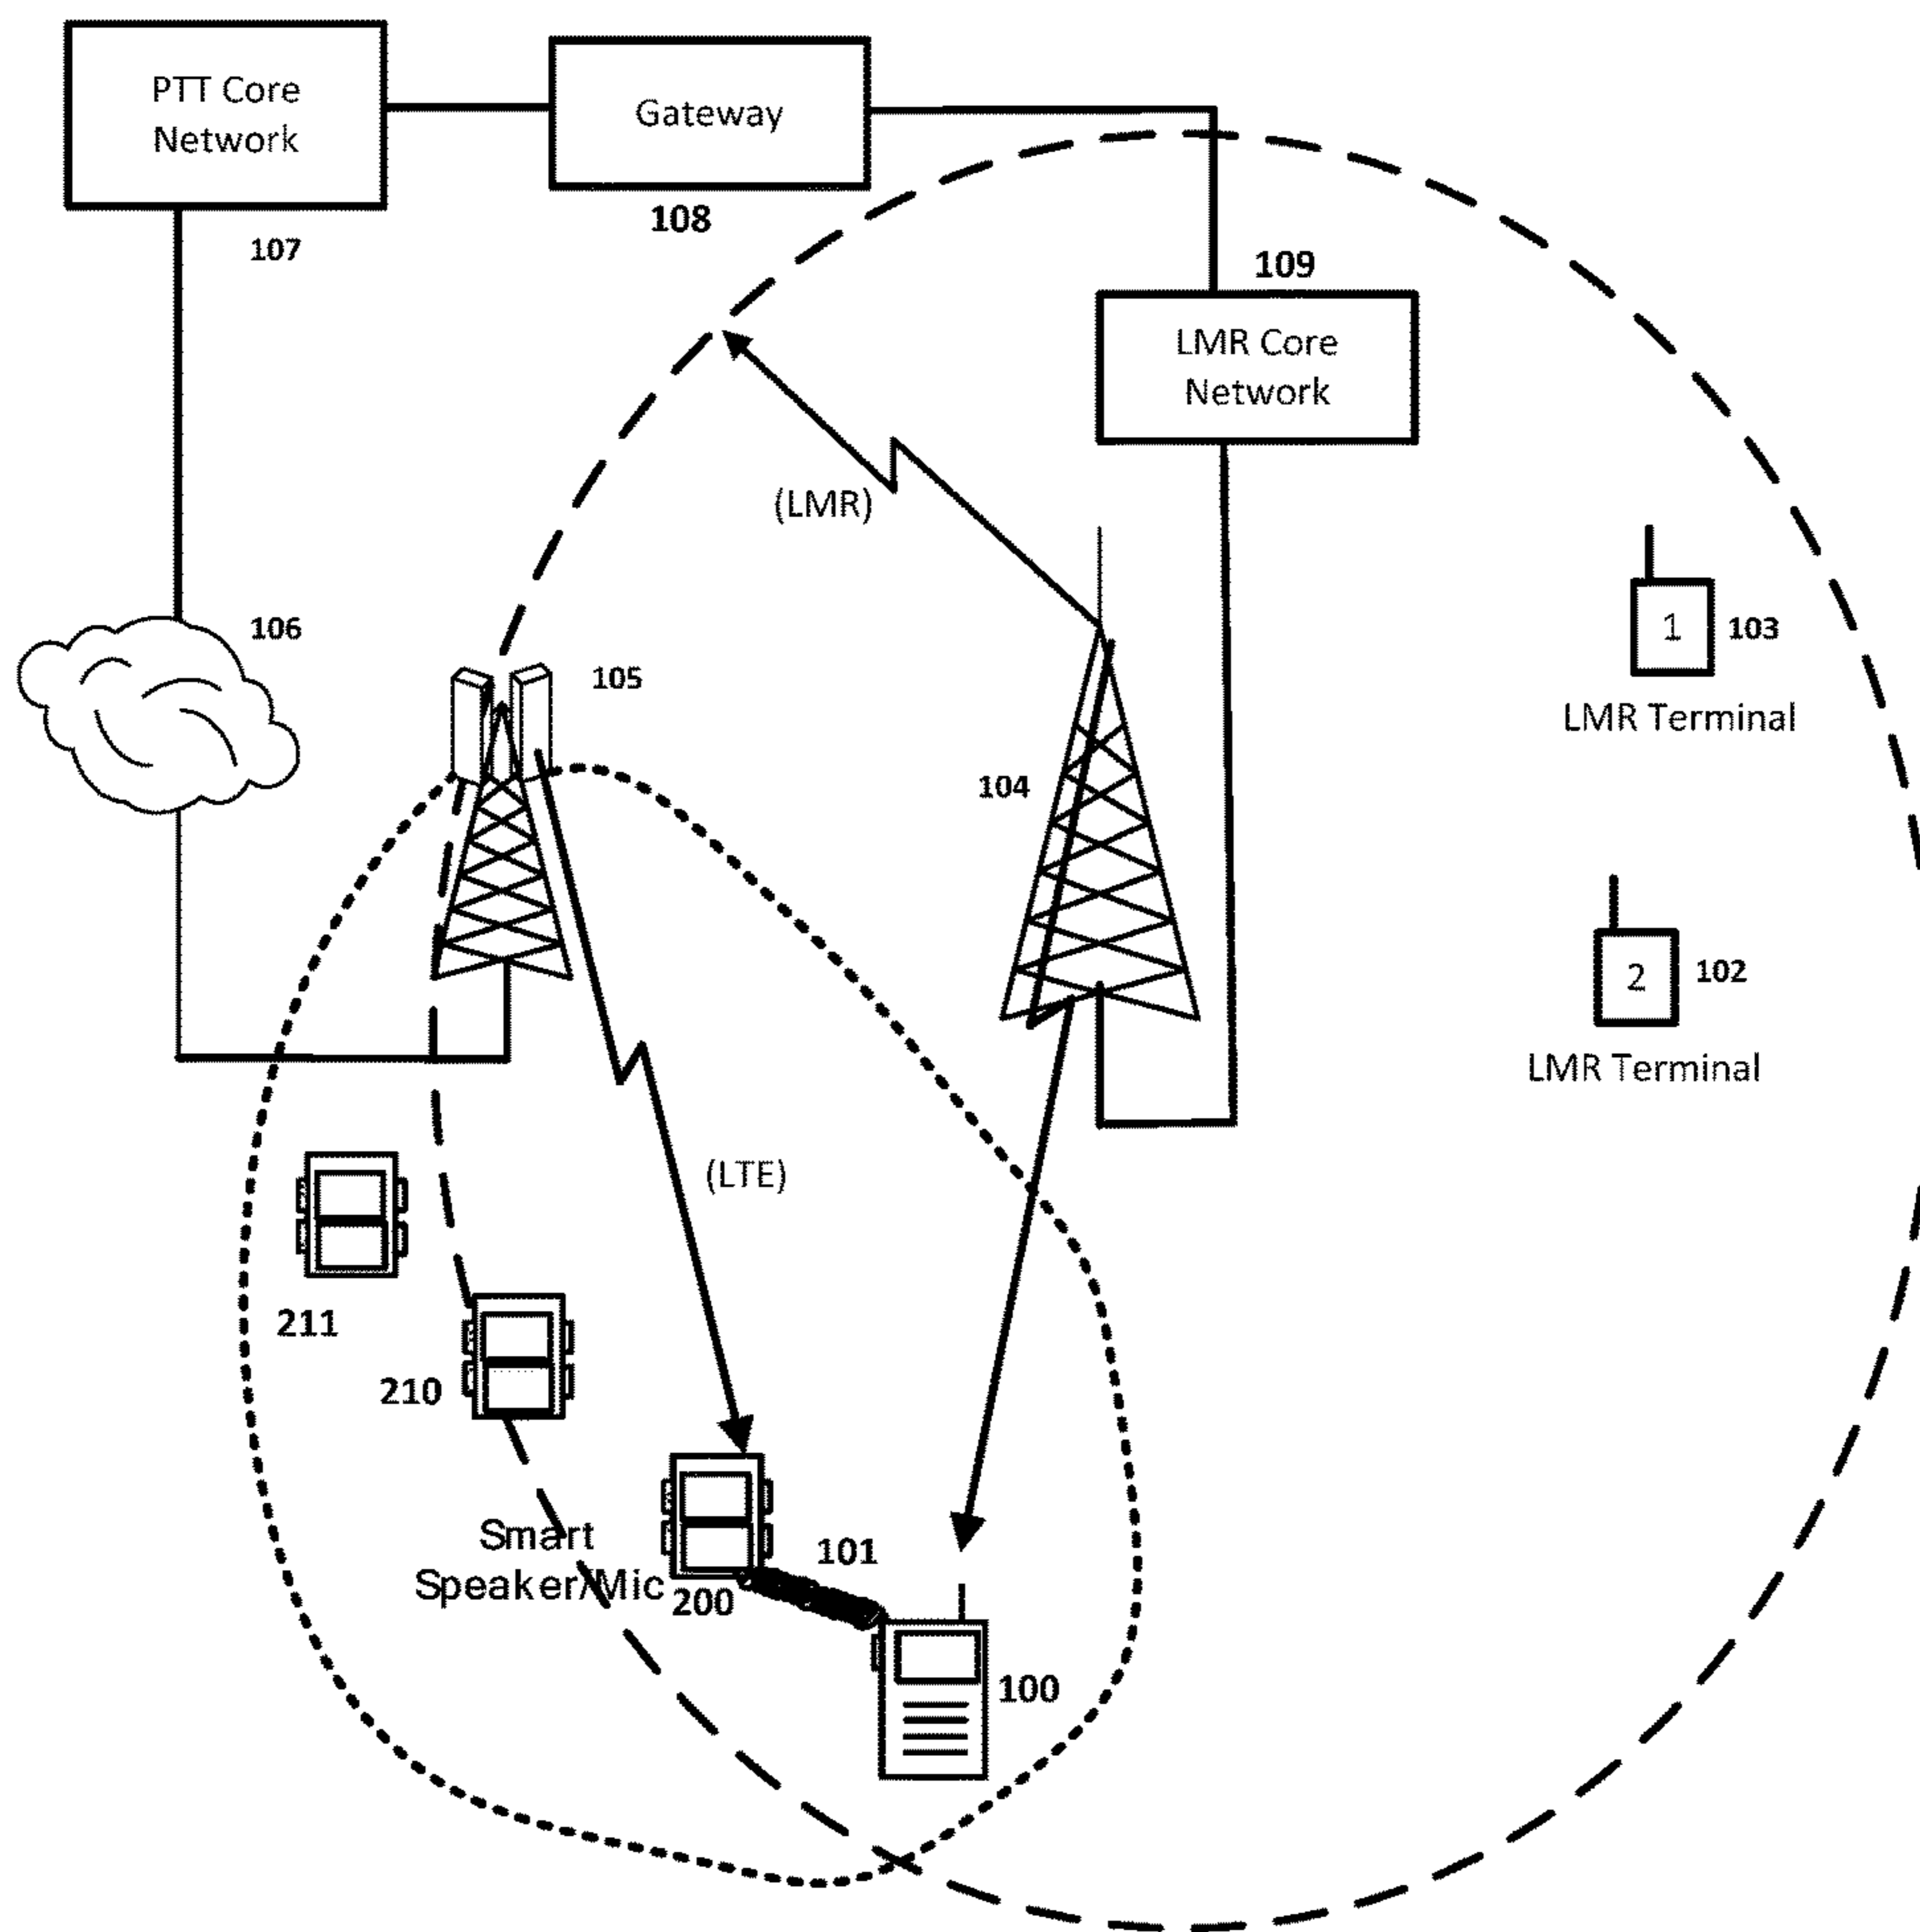 PTT Core
Network
107
Gateway
108
109
LMR Core
Network
(LMR)
106
105
104
1
103
LMR Terminal
2
102
LMR Terminal
(LTE)
211
210
Smart
Speaker/Mic
200
101
100